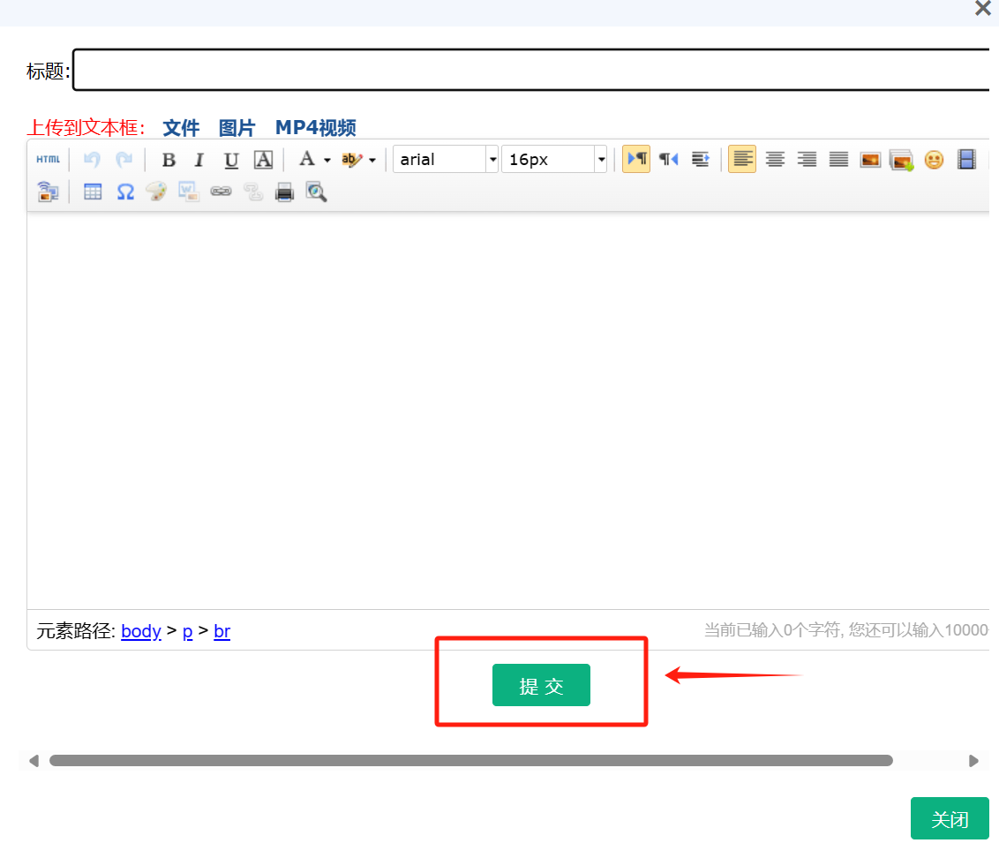 标题:
上传到文本框： 文件 图片 MP4视频
HTML B I U A A ab arial 16px
Ω W
元素路径: body > p > br
当前已输入0个字符, 您还可以输入10000
提 交
关闭